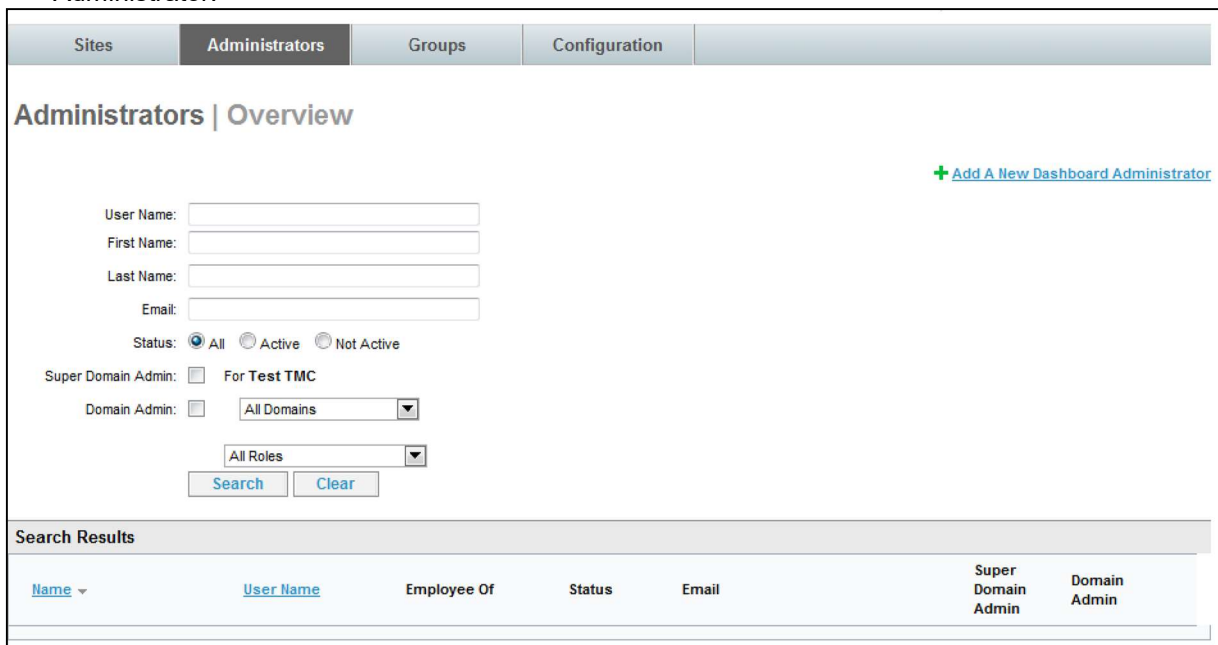 Administrator.
Sites Administrators Groups Configuration
Administrators | Overview
Add A New Dashboard Administrator
User Name:
First Name:
Last Name:
Email:
Status: All Active Not Active
Super Domain Admin: For Test TMC
Domain Admin: All Domains
All Roles
Search Clear
Search Results
Name User Name Employee Of Status Email Super Domain Admin Domain Admin